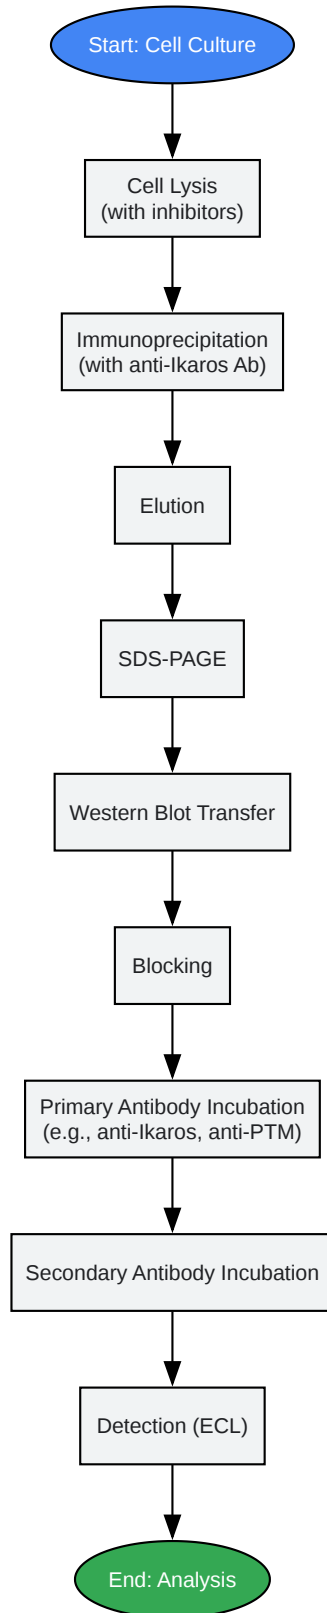 Start: Cell Culture
Cell Lysis
(with inhibitors)
Immunoprecipitation
(with anti-Ikaros Ab)
Elution
SDS-PAGE
Western Blot Transfer
Blocking
Primary Antibody Incubation
(e.g., anti-Ikaros, anti-PTM)
Secondary Antibody Incubation
Detection (ECL)
End: Analysis